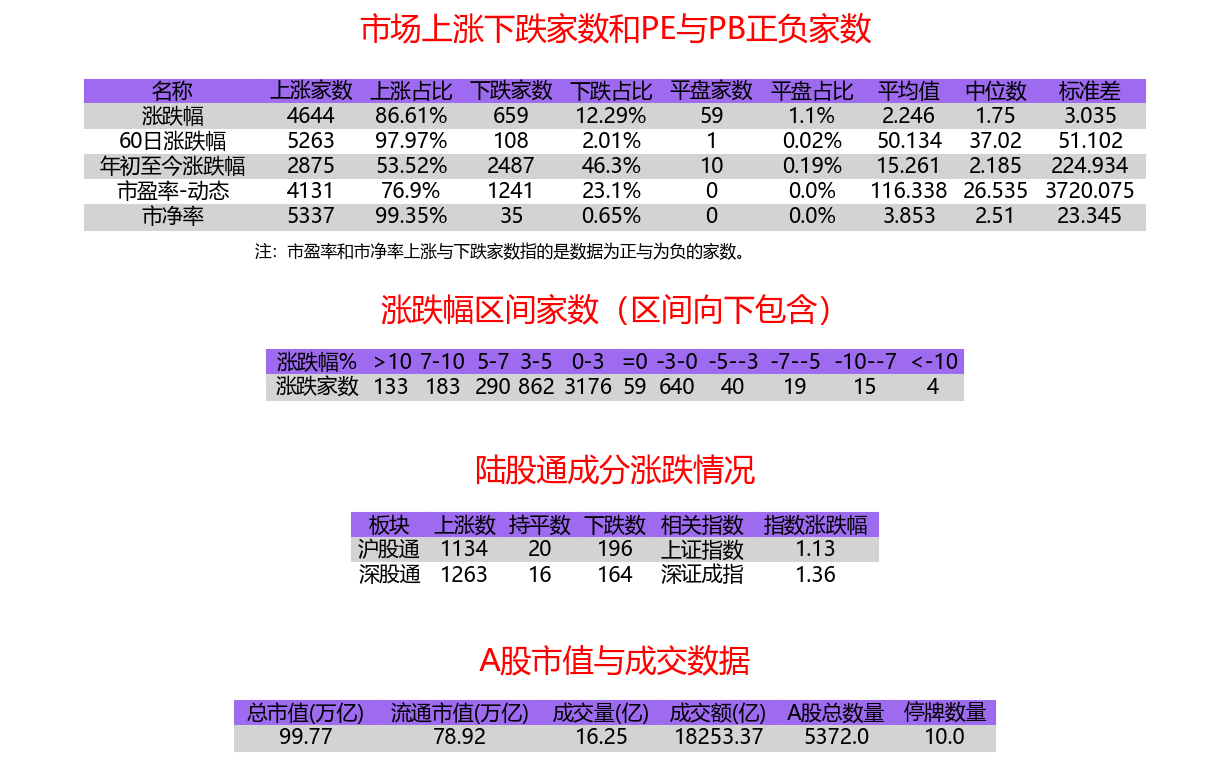 市场上涨下跌家数和PE与PB正负家数
名称 上涨家数 上涨占比 下跌家数 下跌占比 平盘家数 平盘占比 平均值 中位数 标准差
涨跌幅 4644 86.61% 659 12.29% 59 1.1% 2.246 1.75 3.035
60日涨跌幅 5263 97.97% 108 2.01% 1 0.02% 50.134 37.02 51.102
年初至今涨跌幅 2875 53.52% 2487 46.3% 10 0.19% 15.261 2.185 224.934
市盈率-动态 4131 76.9% 1241 23.1% 0 0.0% 116.338 26.535 3720.075
市净率 5337 99.35% 35 0.65% 0 0.0% 3.853 2.51 23.345
注：市盈率和市净率上涨与下跌家数指的是数据为正与为负的家数。
涨跌幅区间家数（区间向下包含）
涨跌幅% >10 7-10 5-7 3-5 0-3 =0 -3-0 -5--3 -7--5 -10--7 <-10
涨跌家数 133 183 290 862 3176 59 640 40 19 15 4
陆股通成分涨跌情况
板块 上涨数 持平数 下跌数 相关指数 指数涨跌幅
沪股通 1134 20 196 上证指数 1.13
深股通 1263 16 164 深证成指 1.36
A股市值与成交数据
总市值(万亿) 流通市值(万亿) 成交量(亿) 成交额(亿) A股总数量 停牌数量
99.77 78.92 16.25 18253.37 5372.0 10.0